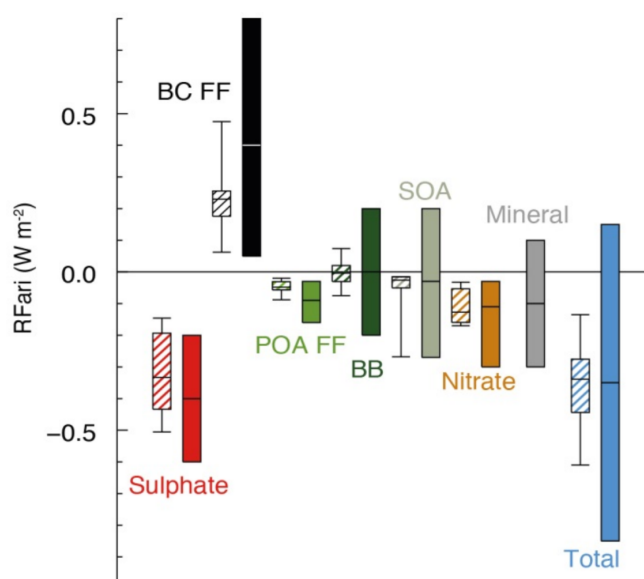 BC FF
0.5
SOA
Mineral
RFari (W m-2)
0.0
POA FF
BB
Nitrate
−0.5
Sulphate
Total